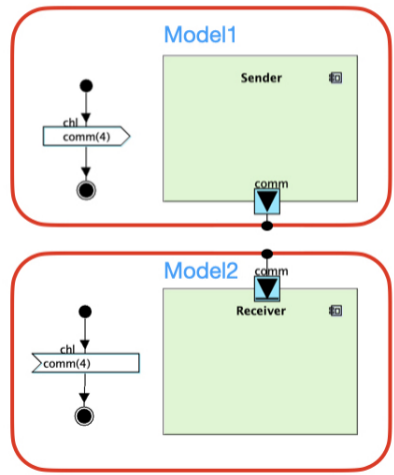 Model1
Sender
chl
comm(4)
comm
Model2
comm
Receiver
chl
comm(4)